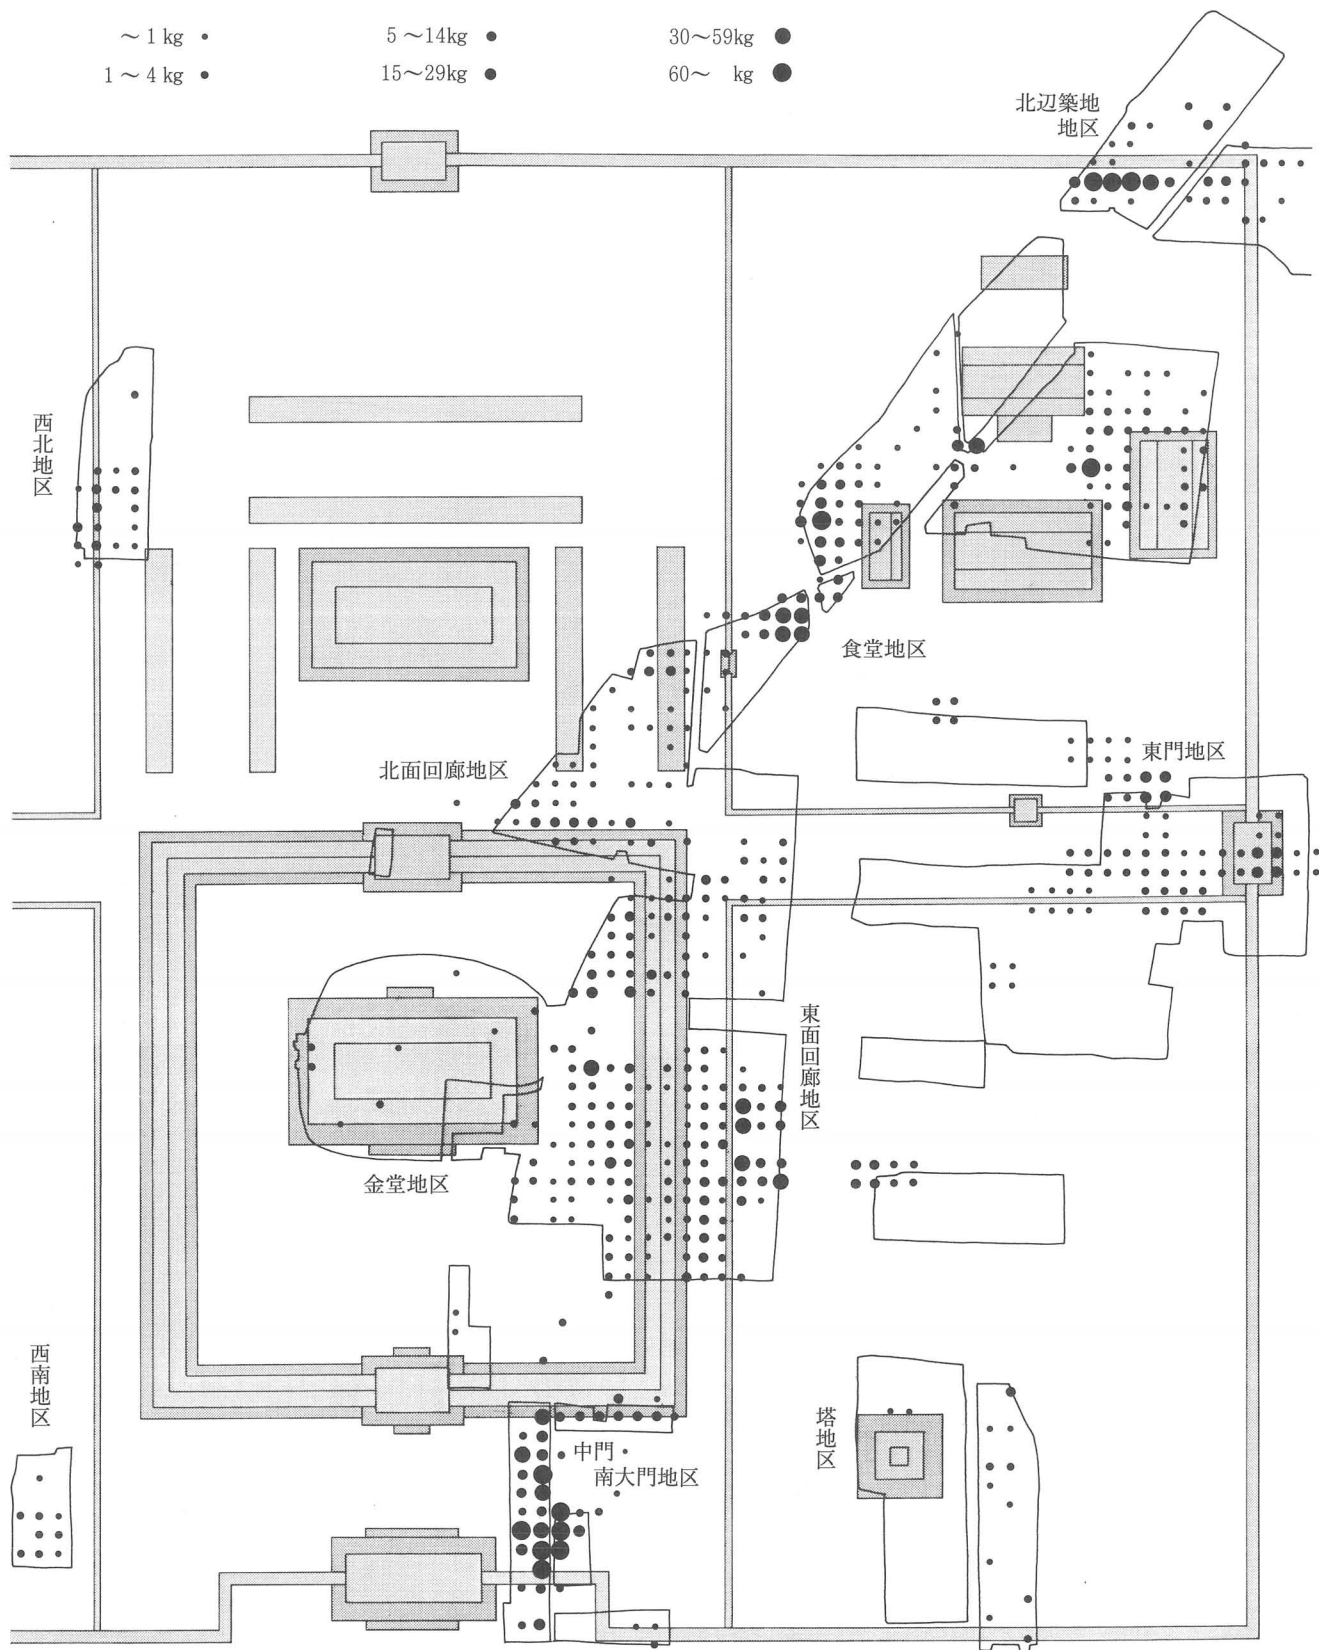 ～1 kg
5～14kg
30～59kg
1～4 kg
15～29kg
60～ kg
北辺築地
地区
西北地区
食堂地区
東門地区
北面回廊地区
東面回廊地区
金堂地区
西南地区
塔地区
中門
南大門地区